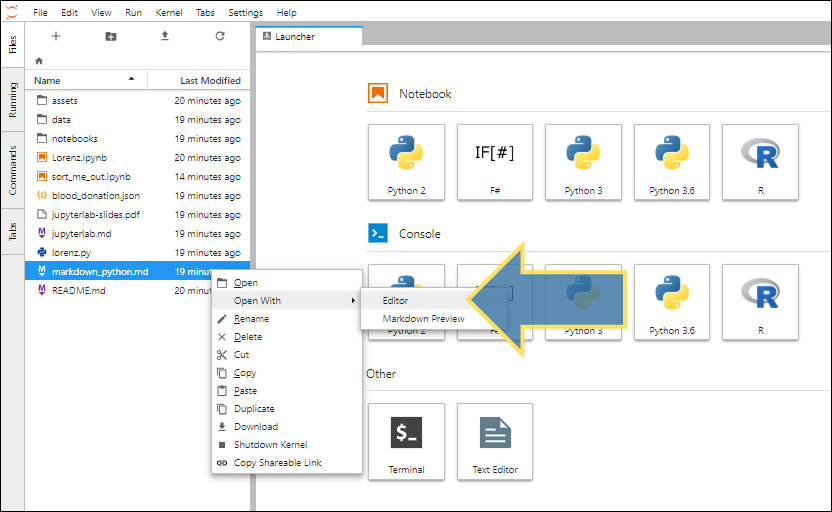 File Edit View Run Kernel Tabs Settings Help
Files
Running
Commands
Tabs
Launcher
Name Last Modified
assets 20 minutes ago
data 19 minutes ago
notebooks 19 minutes ago
Lorenz.ipynb 20 minutes ago
sort_me_out.ipynb 14 minutes ago
blood_donation.json 19 minutes ago
jupyterlab-slides.pdf 19 minutes ago
jupyterlab.md 19 minutes ago
lorenz.py 19 minutes ago
markdown_python.md 19
README.md
Open
Open With
Rename
Delete
Cut
Copy
Paste
Duplicate
Download
Shutdown Kernel
Copy Shareable Link
Editor
Markdown Preview
Notebook
IF[#]
Python 2 F# Python 3 Python 3.6 R
Console
Python 2 Python 3 Python 3.6 R
Other
$_
Terminal Text Editor